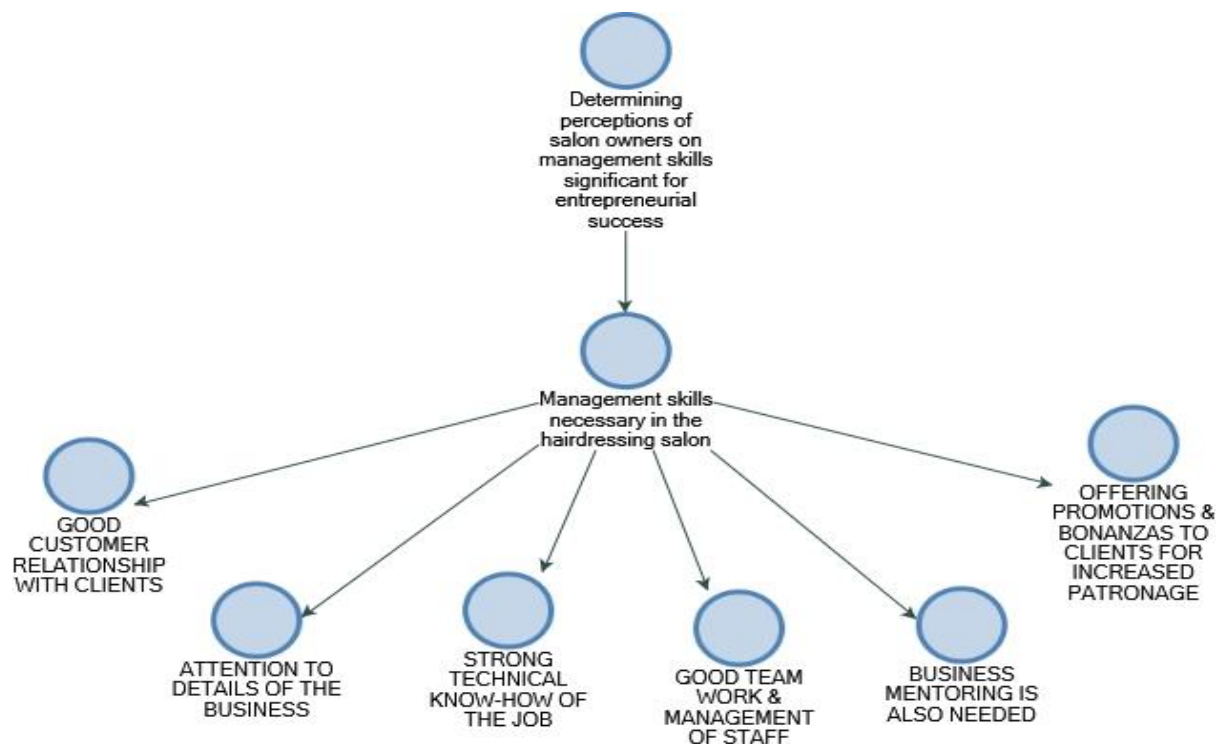 Determining
perceptions of
salon owners on
management skills
significant for
entrepreneurial
success
Management skills
necessary in the
hairdressing salon
GOOD
CUSTOMER
RELATIONSHIP
WITH CLIENTS
ATTENTION TO
DETAILS OF THE
BUSINESS
STRONG
TECHNICAL
KNOW-HOW OF
THE JOB
GOOD TEAM
WORK &
MANAGEMENT
OF STAFF
BUSINESS
MENTORING IS
ALSO NEEDED
OFFERING
PROMOTIONS &
BONANZAS TO
CLIENTS FOR
INCREASED
PATRONAGE